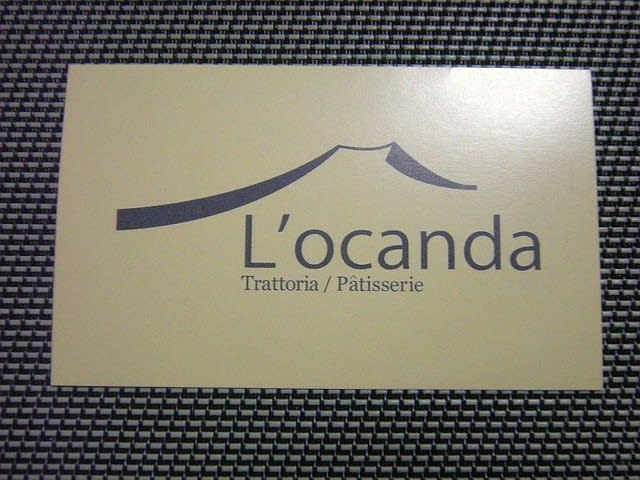 L'ocanda
Trattoria / Pâtisserie